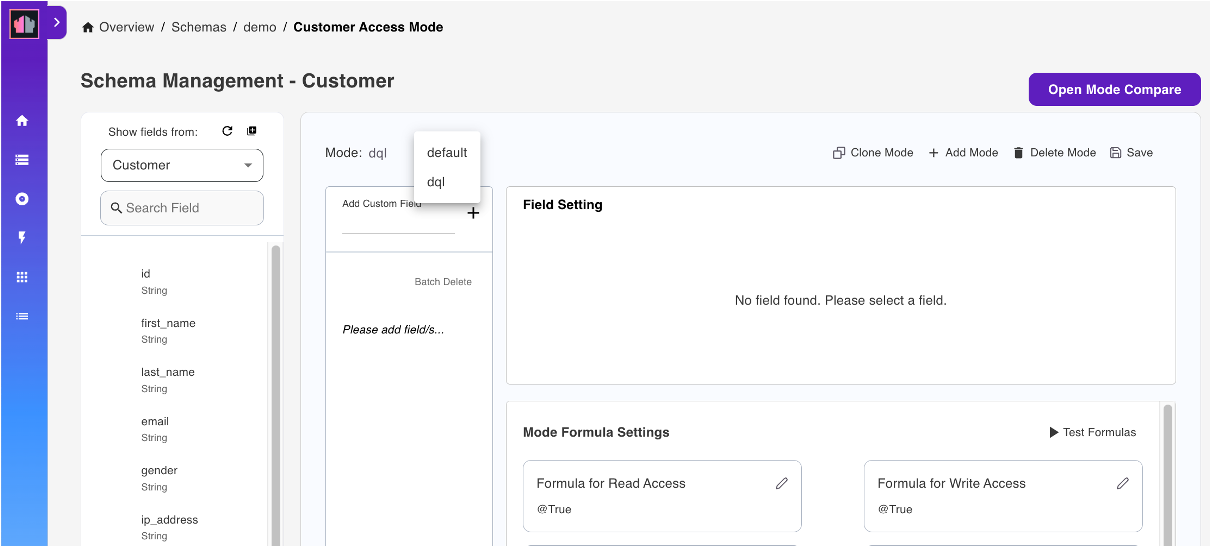 Overview / Schemas / demo / Customer Access Mode
Schema Management - Customer
Open Mode Compare
Show fields from:
Customer
Search Field
id
String
first_name
String
last_name
String
email
String
gender
String
ip_address
String
Mode: dql
default
dql
Clone Mode
Add Mode
Delete Mode
Save
Add Custom Field
Batch Delete
Please add field/s...
Field Setting
No field found. Please select a field.
Mode Formula Settings
Test Formulas
Formula for Read Access
@True
Formula for Write Access
@True